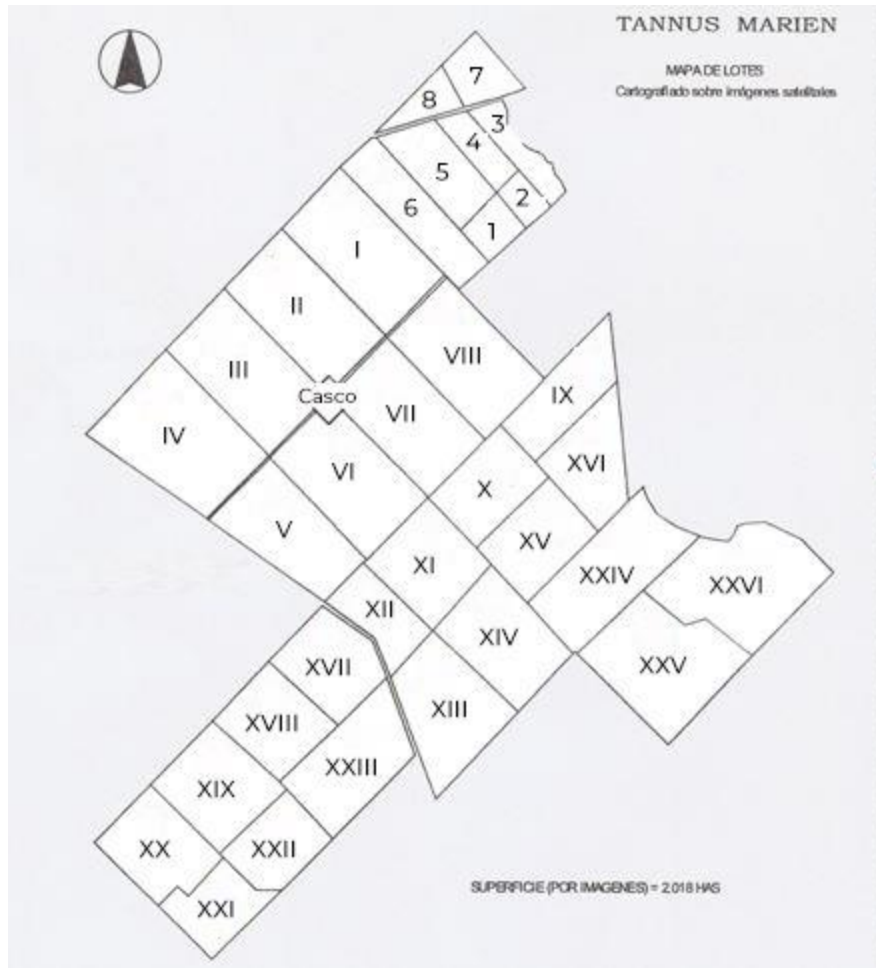 TANNUS MARIEN
MAPA DE LOTES
Cartografiado sobre imágenes satelitales
7
8
3
4
5
2
6
1
I
II
VIII
III
Casco
IX
VII
IV
XVI
VI
X
V
XV
XI
XXIV
XXVI
XII
XIV
XVII
XXV
XIII
XVIII
XXIII
XIX
XX
XXII
SUPERFICIE (POR IMAGENES) = 2.018 HAS
XXI